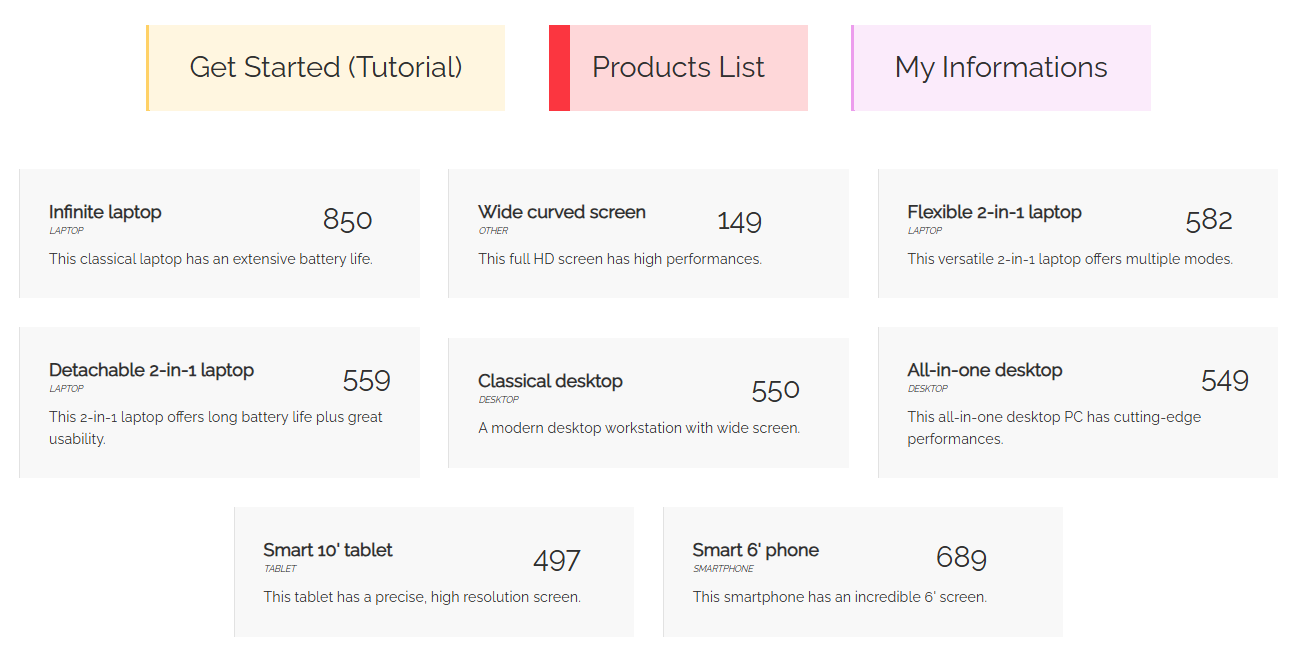 Get Started (Tutorial)
Products List
My Informations
Infinite laptop
LAPTOP
850
This classical laptop has an extensive battery life.
Wide curved screen
OTHER
149
This full HD screen has high performances.
Flexible 2-in-1 laptop
LAPTOP
582
This versatile 2-in-1 laptop offers multiple modes.
Detachable 2-in-1 laptop
LAPTOP
559
This 2-in-1 laptop offers long battery life plus great
usability.
Classical desktop
DESKTOP
550
A modern desktop workstation with wide screen.
All-in-one desktop
DESKTOP
549
This all-in-one desktop PC has cutting-edge
performances.
Smart 10' tablet
TABLET
497
This tablet has a precise, high resolution screen.
Smart 6' phone
SMARTPHONE
689
This smartphone has an incredible 6' screen.